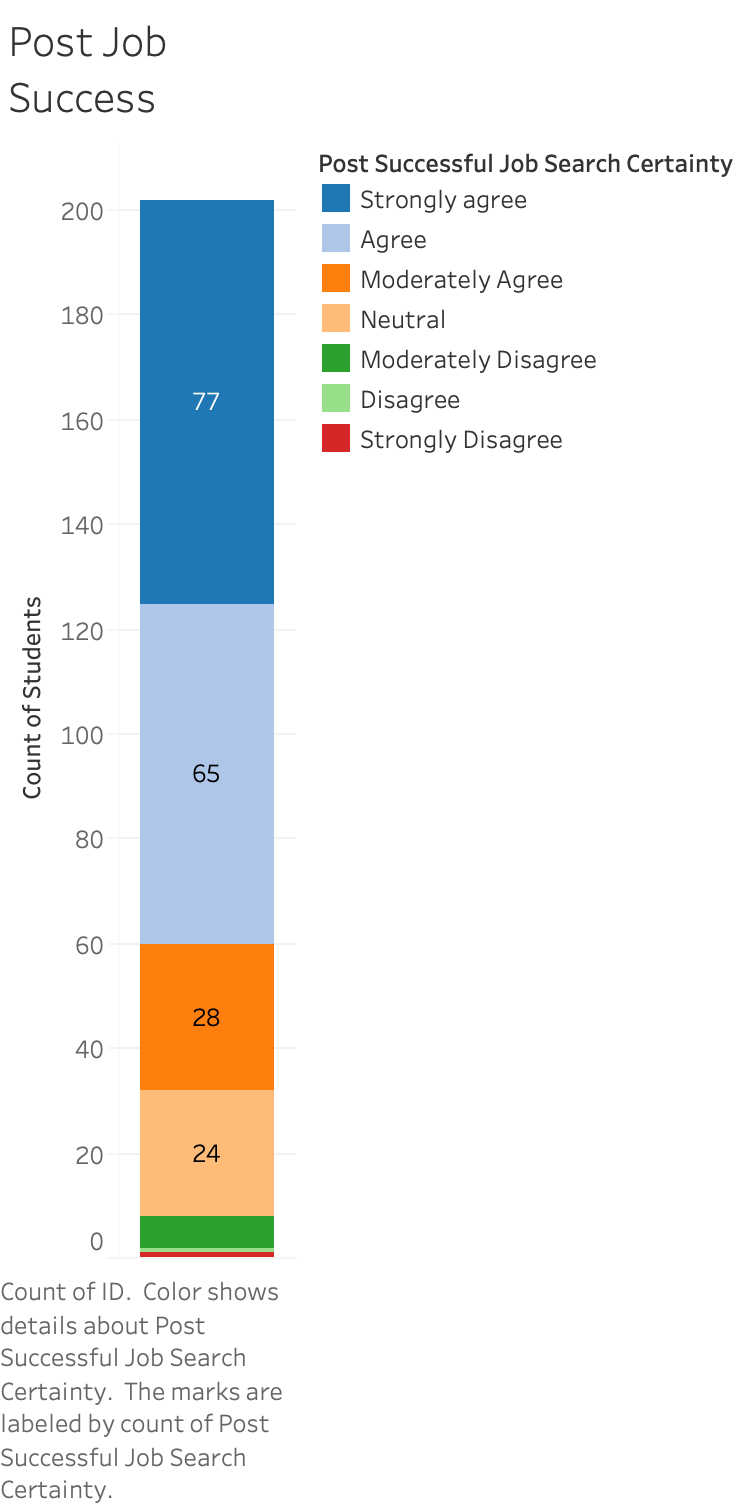 Post Job
Success
Post Successful Job Search Certainty
Strongly agree
Agree
Moderately Agree
Neutral
Moderately Disagree
Disagree
Strongly Disagree
200
180
160
140
120
100
80
60
40
20
0
Count of Students
77
65
28
24
Count of ID.  Color shows
details about Post
Successful Job Search
Certainty.  The marks are
labeled by count of Post
Successful Job Search
Certainty.